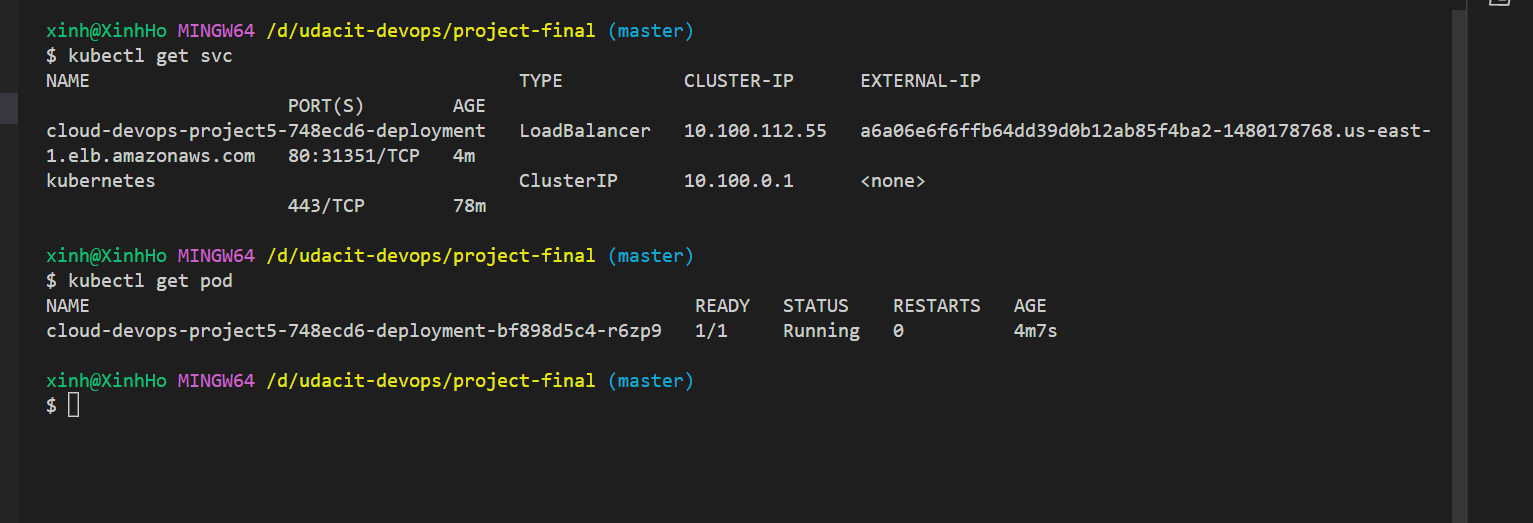 xinh@XinhHo MINGW64 /d/udacit-devops/project-final (master)
$ kubectl get svc
NAME                                       TYPE           CLUSTER-IP      EXTERNAL-IP
                      PORT(S)        AGE
cloud-devops-project5-748ecd6-deployment   LoadBalancer   10.100.112.55   a6a06e6f6ffb64dd39d0b12ab85f4ba2-1480178768.us-east-
1.elb.amazonaws.com   80:31351/TCP   4m
kubernetes                                 ClusterIP      10.100.0.1      <none>
                      443/TCP        78m
xinh@XinhHo MINGW64 /d/udacit-devops/project-final (master)
$ kubectl get pod
NAME                                                       READY   STATUS    RESTARTS   AGE
cloud-devops-project5-748ecd6-deployment-bf898d5c4-r6zp9   1/1     Running   0          4m7s
xinh@XinhHo MINGW64 /d/udacit-devops/project-final (master)
$